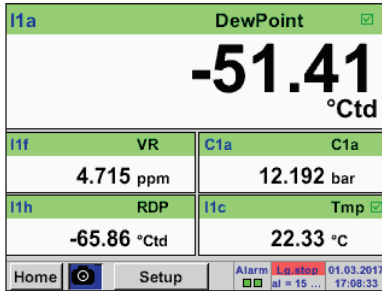 I1a DewPoint
-51.41
°Ctd
I1f VR C1a C1a
4.715 ppm 12.192 bar
I1h RDP I1c Tmp
-65.86 °Ctd 22.33 °C
Home Setup Alarm Lg.stop 01.03.2017
al = 15 ... 17:08:33